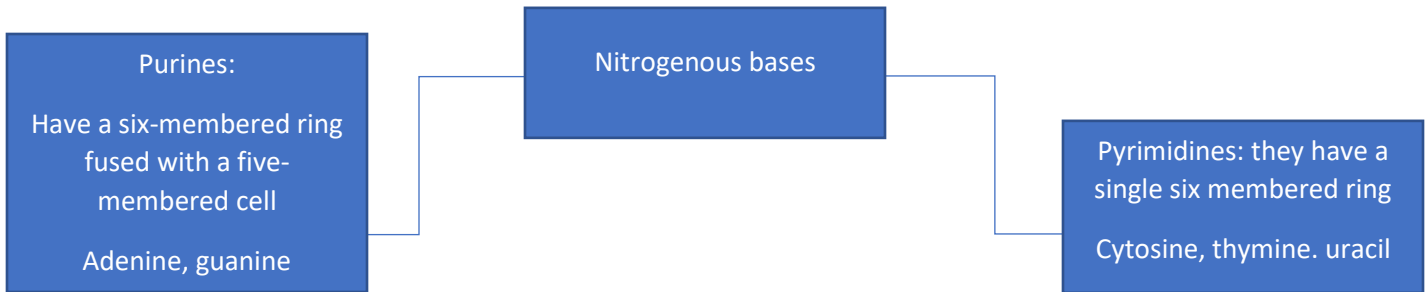 Nitrogenous bases
Purines:
Have a six-membered ring
fused with a five-
membered cell
Adenine, guanine
Pyrimidines: they have a
single six membered ring
Cytosine, thymine. uracil